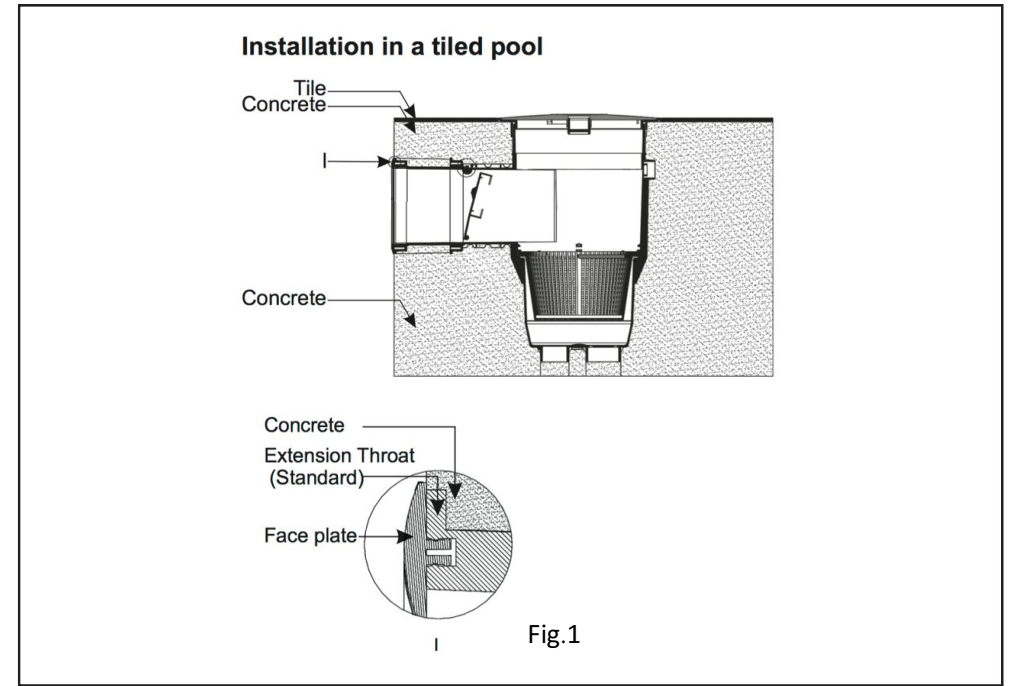 Installation in a tiled pool
Tile
Concrete
I
Concrete
Concrete
Extension Throat
(Standard)
Face plate
I
Fig.1